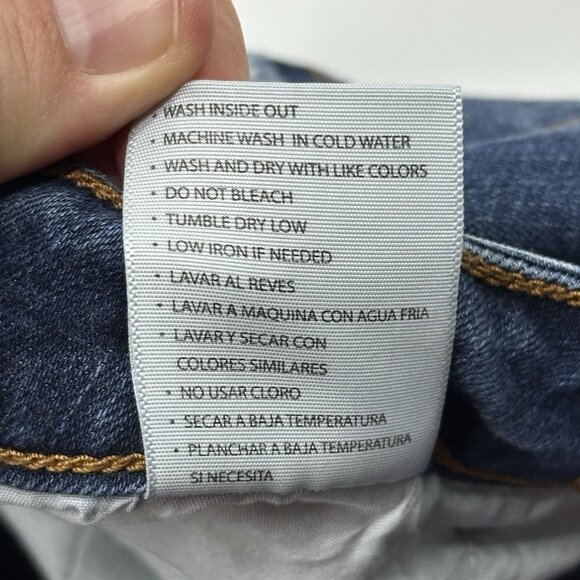 • WASH INSIDE OUT
• MACHINE WASH IN COLD WATER
• WASH AND DRY WITH LIKE COLORS
• DO NOT BLEACH
• TUMBLE DRY LOW
• LOW IRON IF NEEDED
• LAVAR AL REVES
• LAVAR A MAQUINA CON AGUA FRIA
• LAVAR Y SECAR CON
COLORES SIMILARES
• NO USAR CLORO
• SECAR A BAJA TEMPERATURA
• PLANCHAR A BAJA TEMPERATURA
SI NECESITA